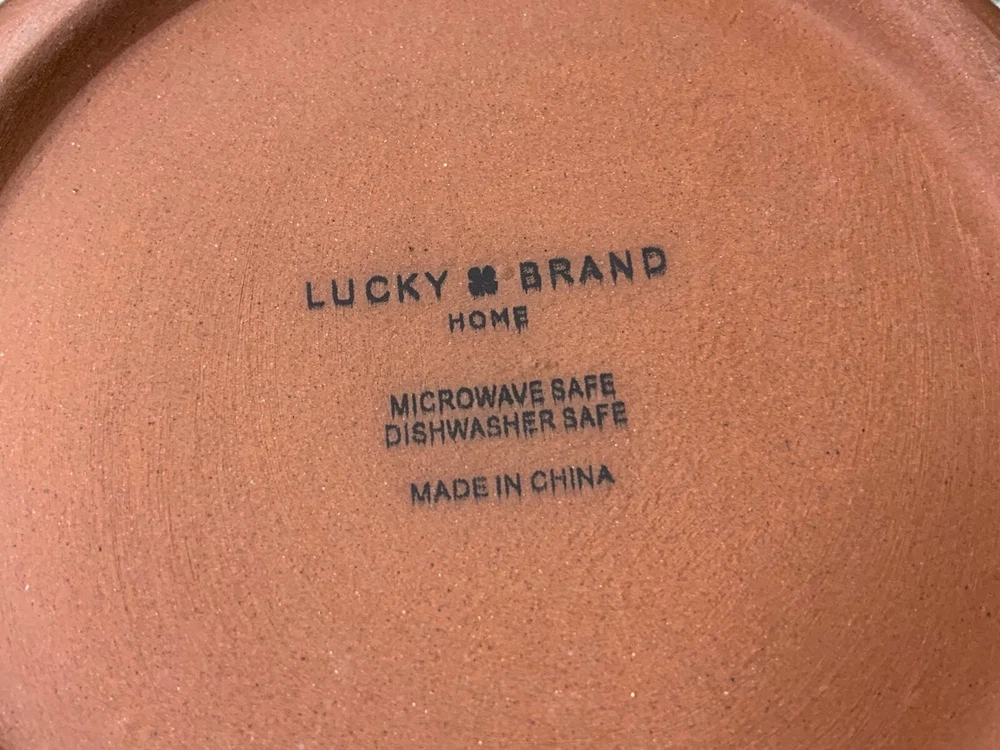 LUCKY BRAND
HOME
MICROWAVE SAFE
DISHWASHER SAFE
MADE IN CHINA